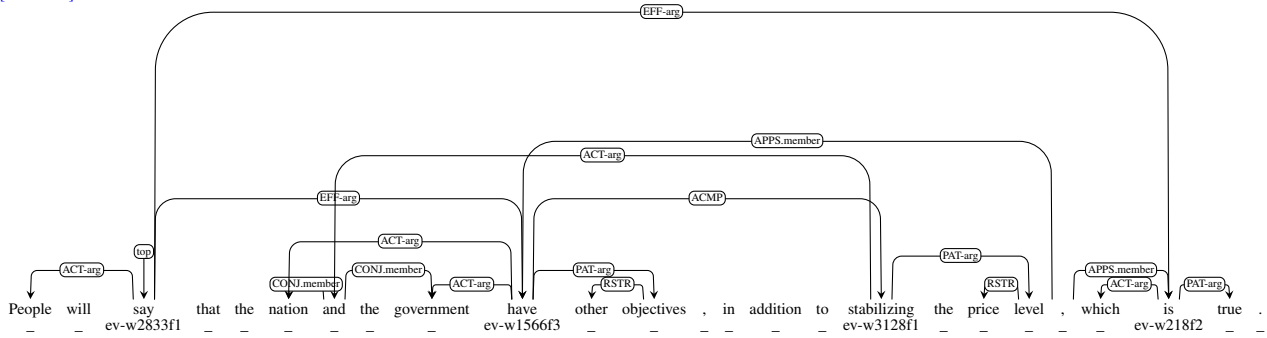 EFF-arg
APPS.member
ACT-arg
EFF-arg ACMP
ACT-arg
top PAT-arg
ACT-arg CONJ.member PAT-arg APPS.member
CONJ.member ACT-arg RSTR RSTR ACT-arg PAT-arg
People will say that the nation and the government have other objectives , in addition to stabilizing the price level , which is true .
_ _ ev-w2833f1 _ _ _ _ _ _ ev-w1566f3 _ _ _ _ _ _ ev-w3128f1 _ _ _ _ _ ev-w218f2 _ _